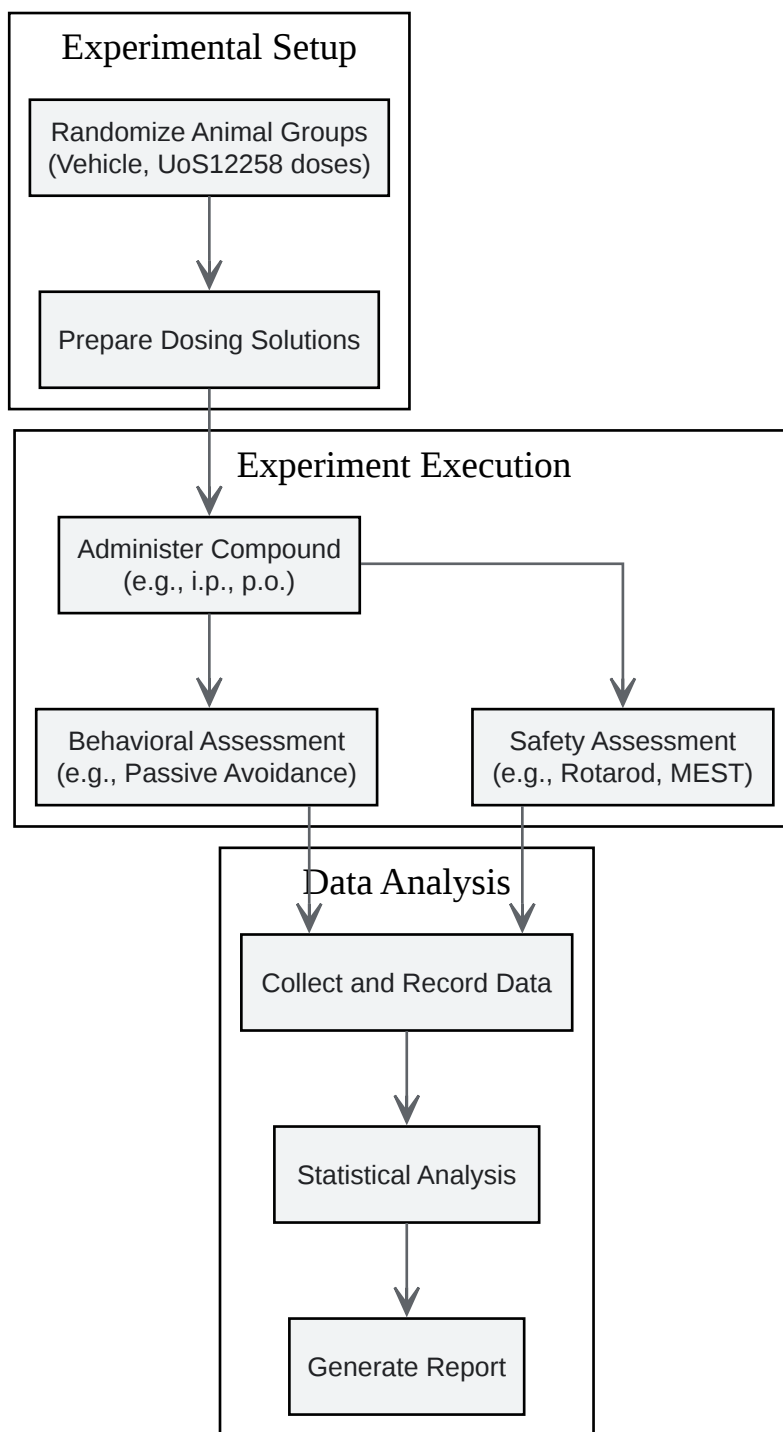 Experimental Setup
Randomize Animal Groups
(Vehicle, UoS12258 doses)
Prepare Dosing Solutions
Experiment Execution
Administer Compound
(e.g., i.p., p.o.)
Behavioral Assessment
(e.g., Passive Avoidance)
Safety Assessment
(e.g., Rotarod, MEST)
Data Analysis
Collect and Record Data
Statistical Analysis
Generate Report